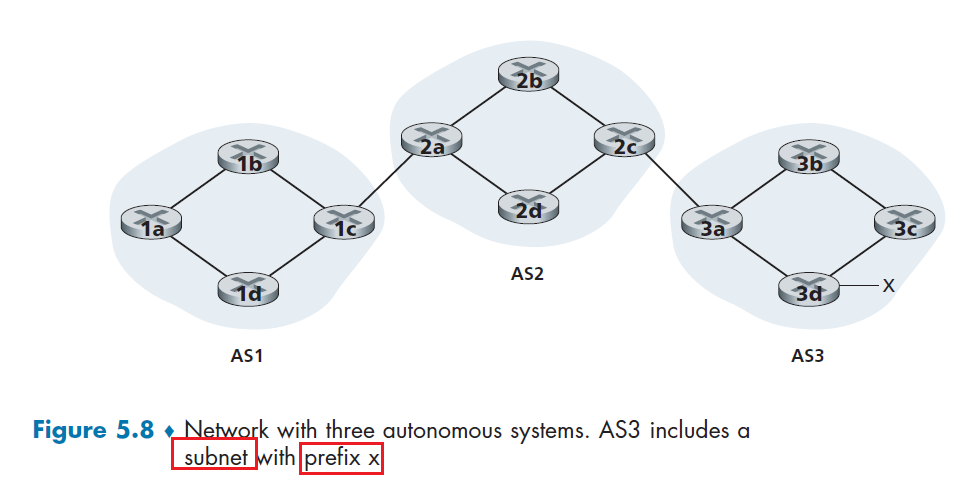 2b
2a
2c
2d
AS2
1b
1a
1c
1d
AS1
3b
3a
3c
3d
X
AS3
Figure 5.8 ♦ Network with three autonomous systems. AS3 includes a
subnet with prefix x